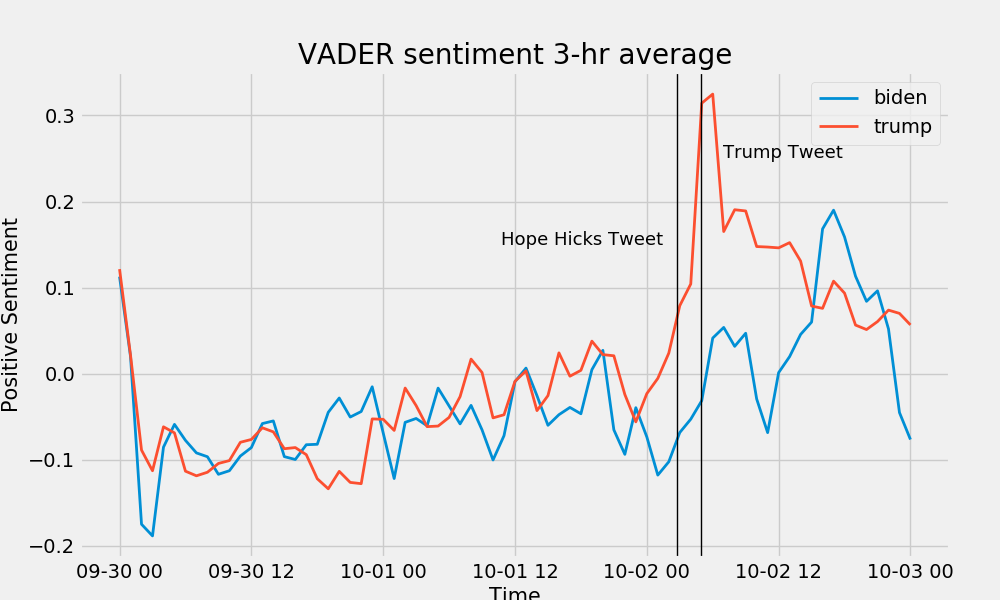 VADER sentiment 3-hr average
biden
trump
Trump Tweet
Hope Hicks Tweet
Positive Sentiment
0.3
0.2
0.1
0.0
−0.1
−0.2
09-30 00
09-30 12
10-01 00
10-01 12
10-02 00
10-02 12
10-03 00
Time